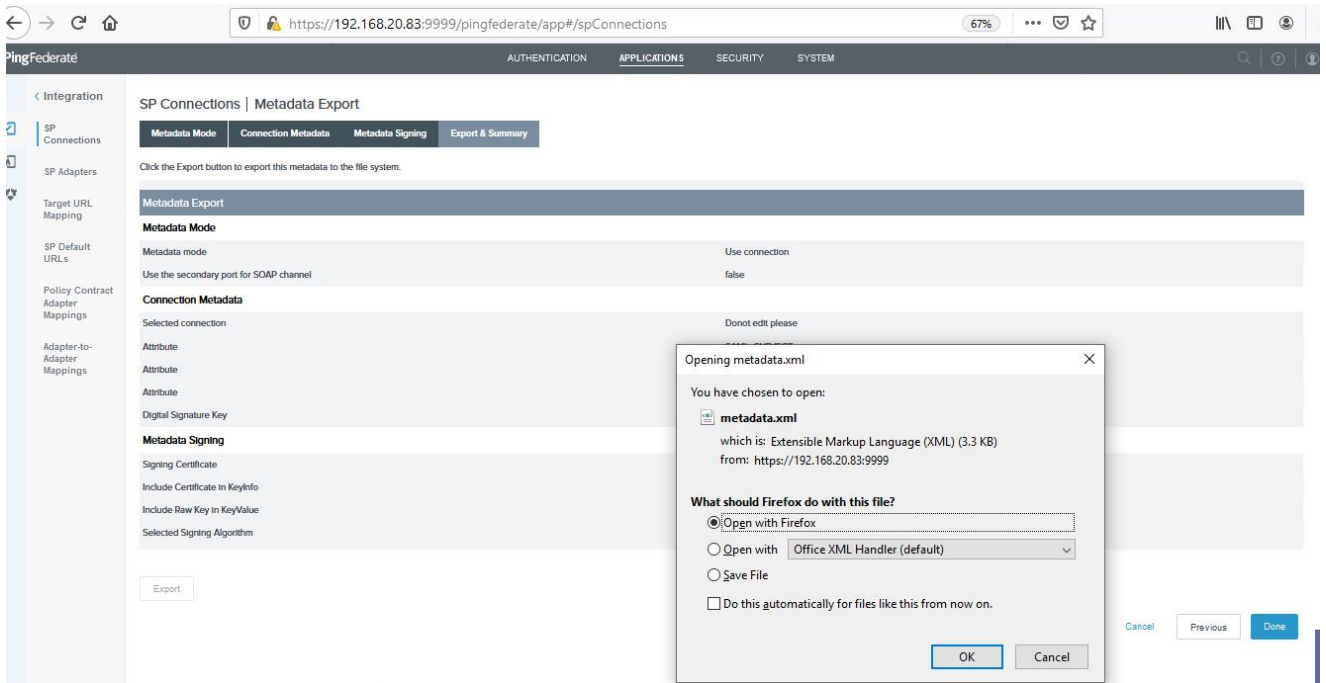 https://192.168.20.83:9999/pingfederate/app#/spConnections
67%
PingFederate
AUTHENTICATION
APPLICATIONS
SECURITY
SYSTEM
< Integration
SP
Connections
SP Adapters
Target URL
Mapping
SP Default
URLs
Policy Contract
Adapter
Mappings
Adapter-to-
Adapter
Mappings
SP Connections | Metadata Export
Metadata Mode
Connection Metadata
Metadata Signing
Export & Summary
Click the Export button to export this metadata to the file system.
Metadata Export
Metadata Mode
Metadata mode Use connection
Use the secondary port for SOAP channel false
Connection Metadata
Selected connection Donot edit please
Attribute
Attribute
Attribute
Digital Signature Key
Metadata Signing
Signing Certificate
Include Certificate in KeyInfo
Include Raw Key in KeyValue
Selected Signing Algorithm
Export
Cancel
Previous
Done
Opening metadata.xml
You have chosen to open:
metadata.xml
which is: Extensible Markup Language (XML) (3.3 KB)
from: https://192.168.20.83:9999
What should Firefox do with this file?
Open with Firefox
Open with Office XML Handler (default)
Save File
Do this automatically for files like this from now on.
OK
Cancel